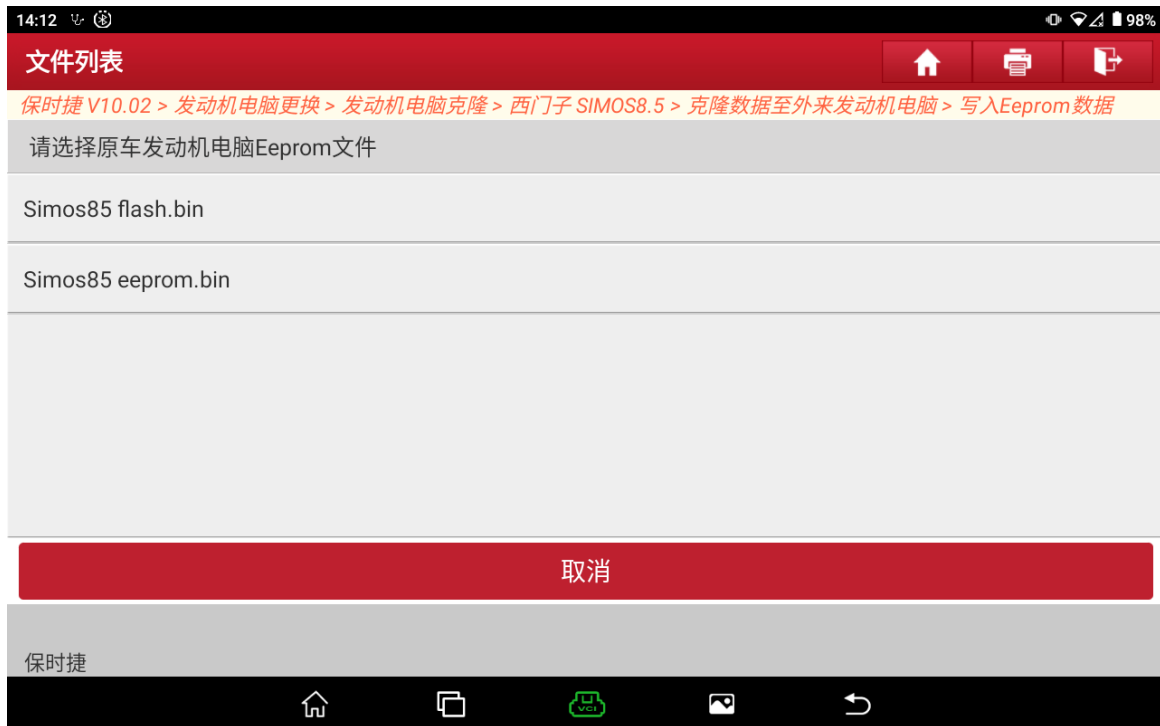 14:12 98%
文件列表
保时捷 V10.02 > 发动机电脑更换 > 发动机电脑克隆 > 西门子 SIMOS8.5 > 克隆数据至外来发动机电脑 > 写入Eeprom数据
请选择原车发动机电脑Eeprom文件
Simos85 flash.bin
Simos85 eeprom.bin
取消
保时捷
VCI